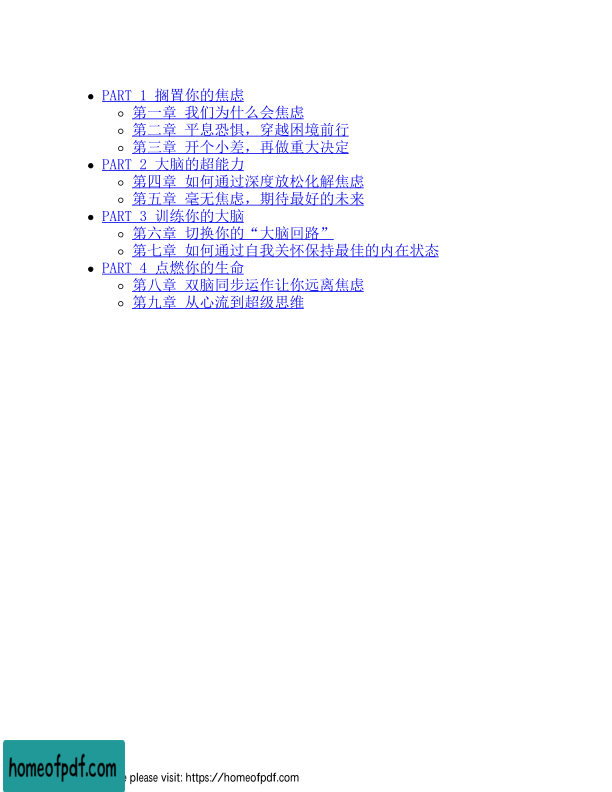 PART 1 搁置你的焦虑
第一章 我们为什么会焦虑
第二章 平息恐惧，穿越困境前行
第三章 开个小差，再做重大决定
PART 2 大脑的超能力
第四章 如何通过深度放松化解焦虑
第五章 毫无焦虑，期待最好的未来
PART 3 训练你的大脑
第六章 切换你的“大脑回路”
第七章 如何通过自我关怀保持最佳的内在状态
PART 4 点燃你的生命
第八章 双脑同步运作让你远离焦虑
第九章 从心流到超级思维
homeofpdf.com
please visit: https://homeofpdf.com